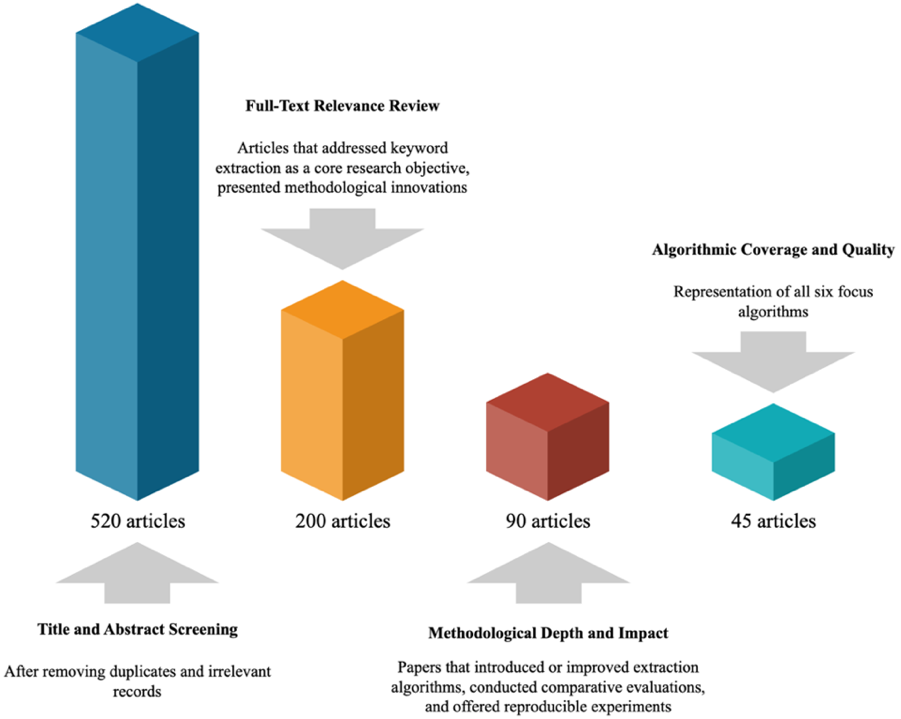 Full-Text Relevance Review
Articles that addressed keyword
extraction as a core research objective,
presented methodological innovations
Algorithmic Coverage and Quality
Representation of all six focus
algorithms
520 articles
200 articles
90 articles
45 articles
Title and Abstract Screening
After removing duplicates and irrelevant
records
Methodological Depth and Impact
Papers that introduced or improved extraction
algorithms, conducted comparative evaluations,
and offered reproducible experiments